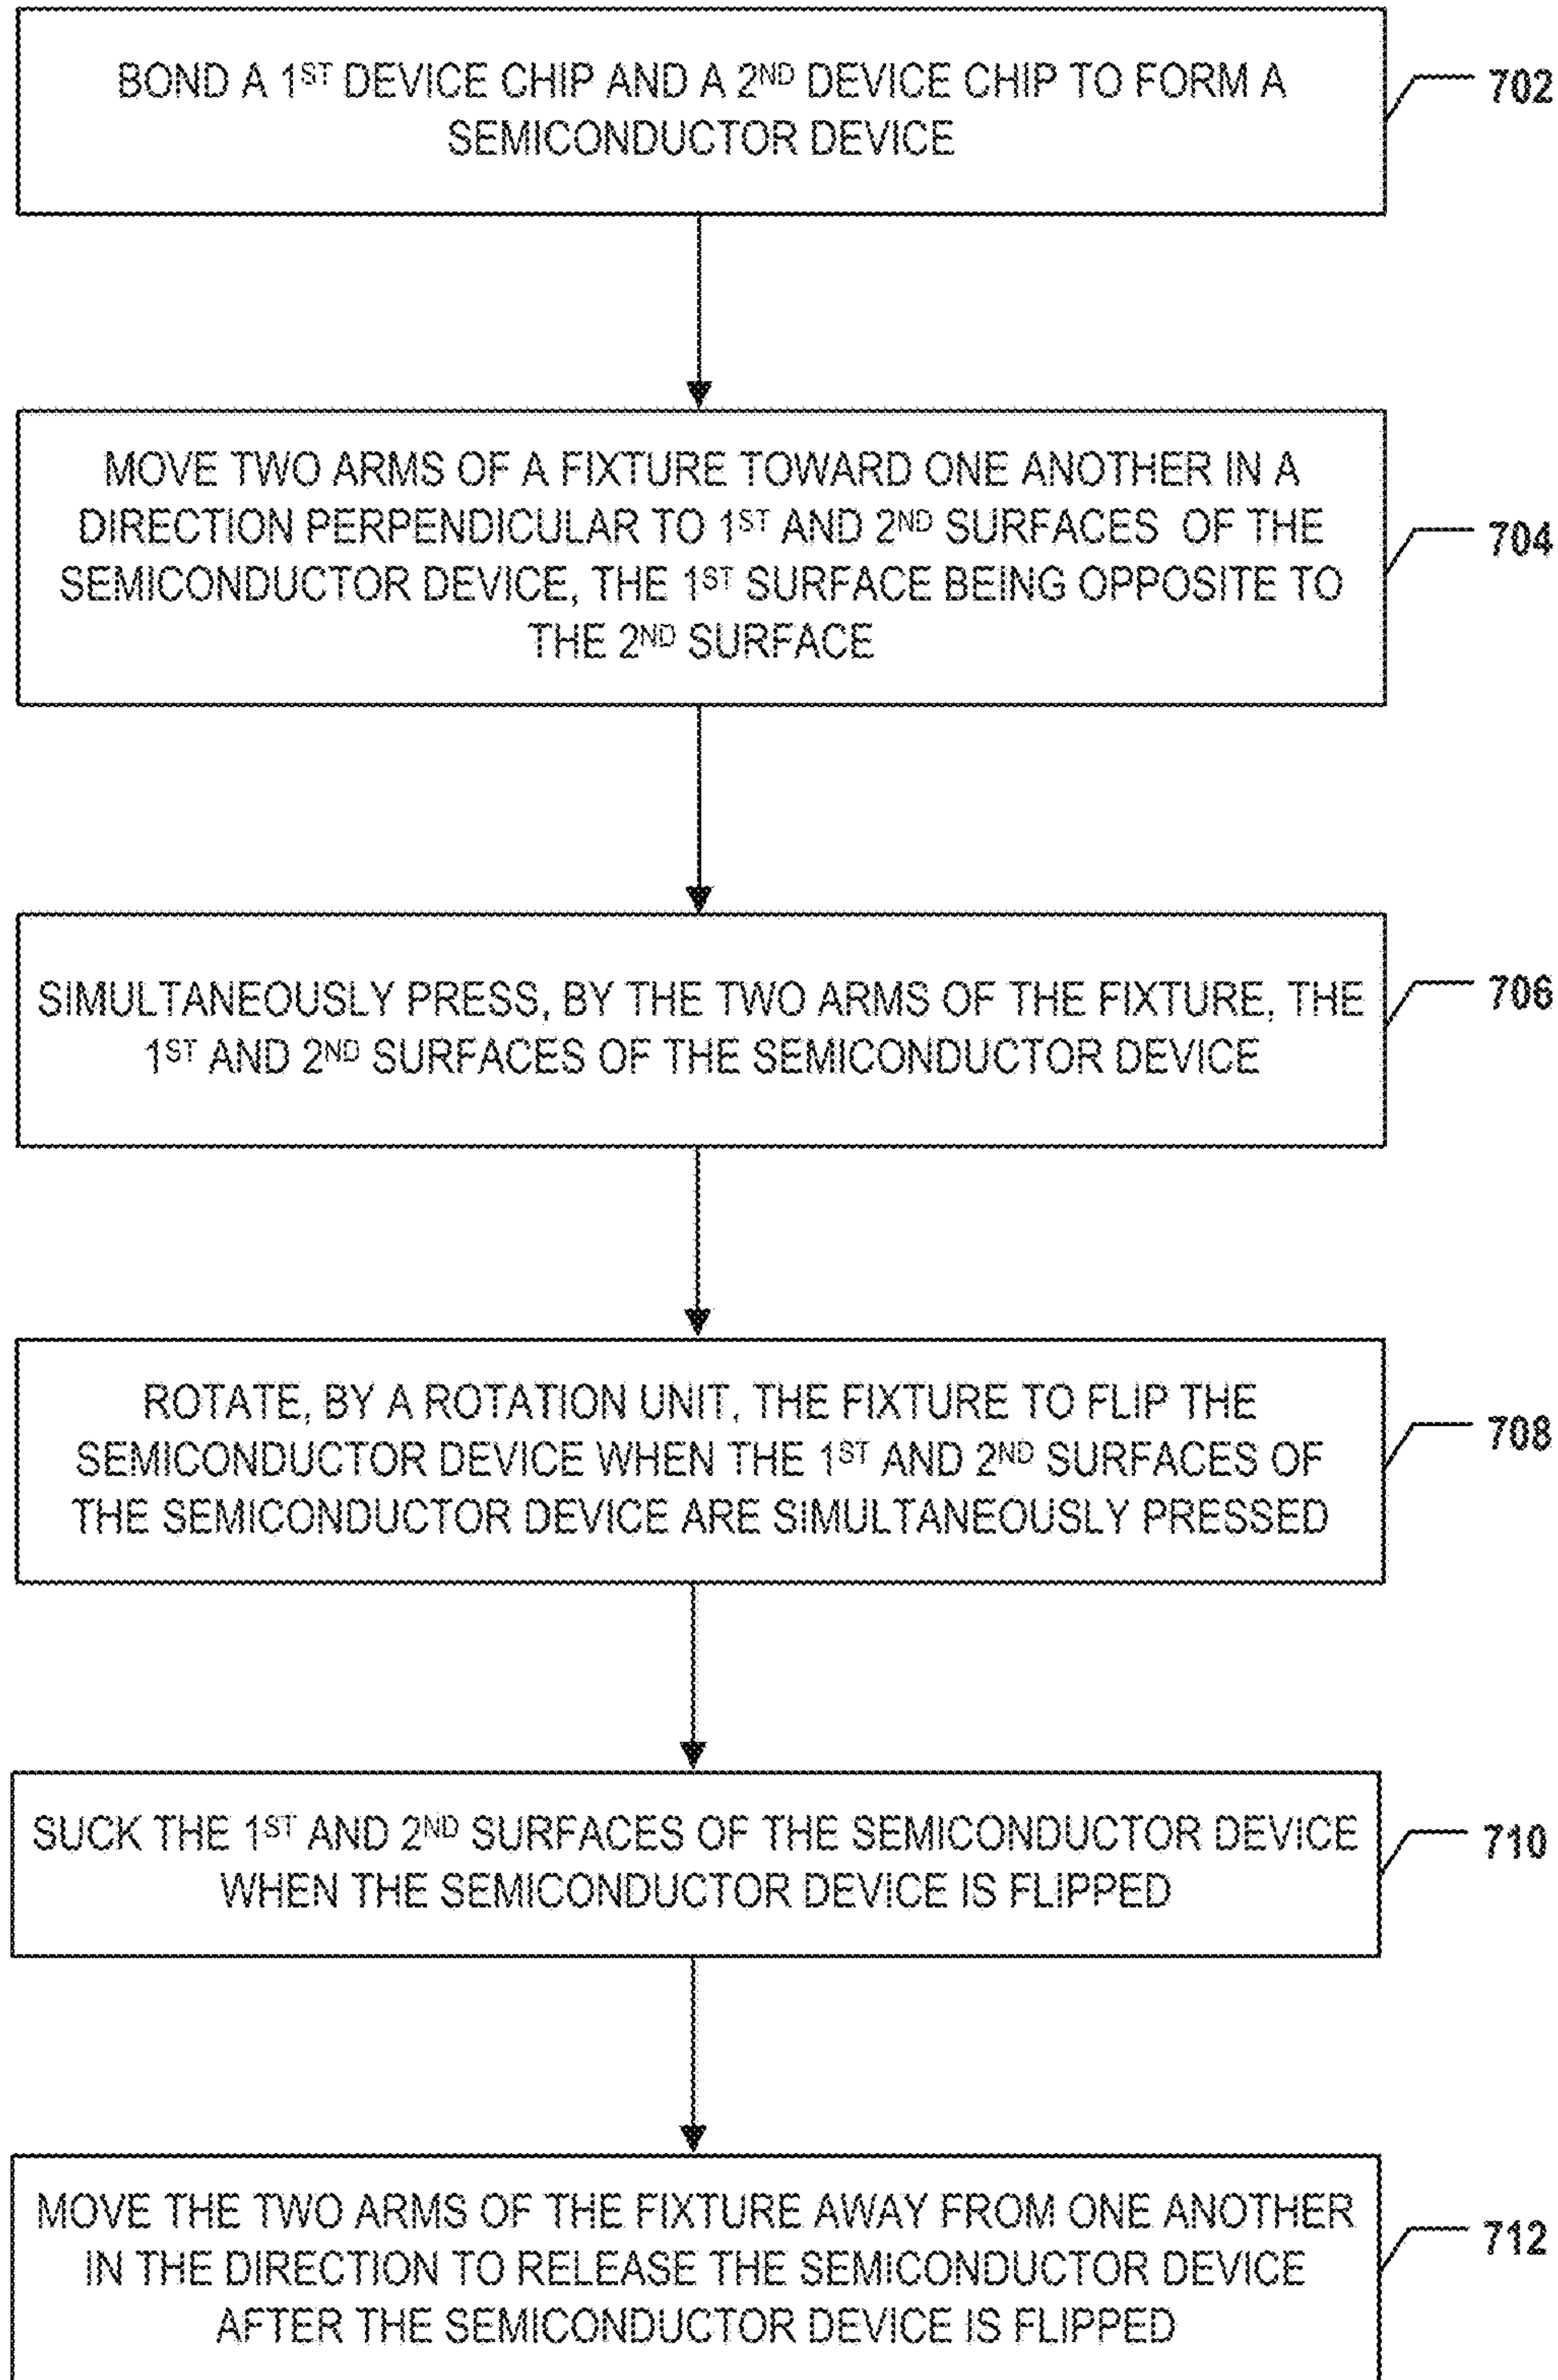 BOND A 1ST DEVICE CHIP AND A 2ND DEVICE CHIP TO FORM A
SEMICONDUCTOR DEVICE
702
MOVE TWO ARMS OF A FIXTURE TOWARD ONE ANOTHER IN A
DIRECTION PERPENDICULAR TO 1ST AND 2ND SURFACES OF THE
SEMICONDUCTOR DEVICE, THE 1ST SURFACE BEING OPPOSITE TO
THE 2ND SURFACE
704
SIMULTANEOUSLY PRESS, BY THE TWO ARMS OF THE FIXTURE, THE
1ST AND 2ND SURFACES OF THE SEMICONDUCTOR DEVICE
706
ROTATE, BY A ROTATION UNIT, THE FIXTURE TO FLIP THE
SEMICONDUCTOR DEVICE WHEN THE 1ST AND 2ND SURFACES OF
THE SEMICONDUCTOR DEVICE ARE SIMULTANEOUSLY PRESSED
708
SUCK THE 1ST AND 2ND SURFACES OF THE SEMICONDUCTOR DEVICE
WHEN THE SEMICONDUCTOR DEVICE IS FLIPPED
710
MOVE THE TWO ARMS OF THE FIXTURE AWAY FROM ONE ANOTHER
IN THE DIRECTION TO RELEASE THE SEMICONDUCTOR DEVICE
AFTER THE SEMICONDUCTOR DEVICE IS FLIPPED
712